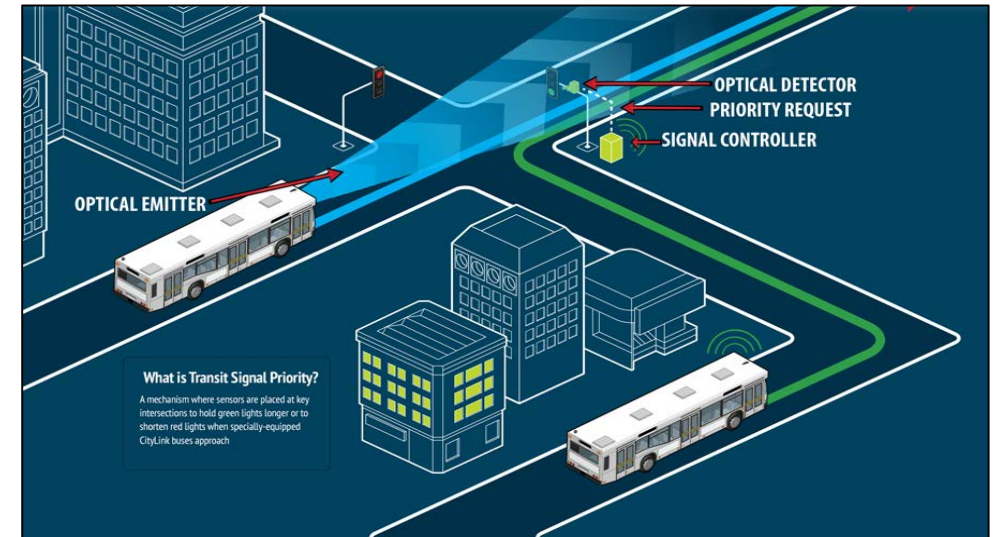 OPTICAL DETECTOR
PRIORITY REQUEST
SIGNAL CONTROLLER
OPTICAL EMITTER
What is Transit Signal Priority?
A mechanism where sensors are placed at key
intersections to hold green lights longer or to
shorten red lights when specially-equipped
CityLink buses approach